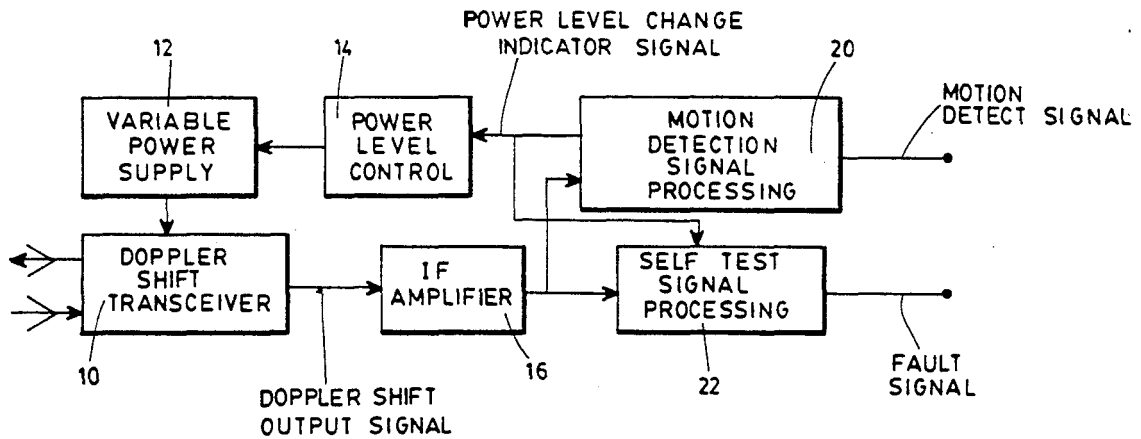 POWER LEVEL CHANGE
INDICATOR SIGNAL
12
14
20
VARIABLE
POWER
SUPPLY
POWER
LEVEL
CONTROL
MOTION
DETECTION
SIGNAL
PROCESSING
MOTION
DETECT SIGNAL
DOPPLER
SHIFT
TRANSCEIVER
IF
AMPLIFIER
SELF TEST
SIGNAL
PROCESSING
10
16
22
FAULT
SIGNAL
DOPPLER SHIFT
OUTPUT SIGNAL